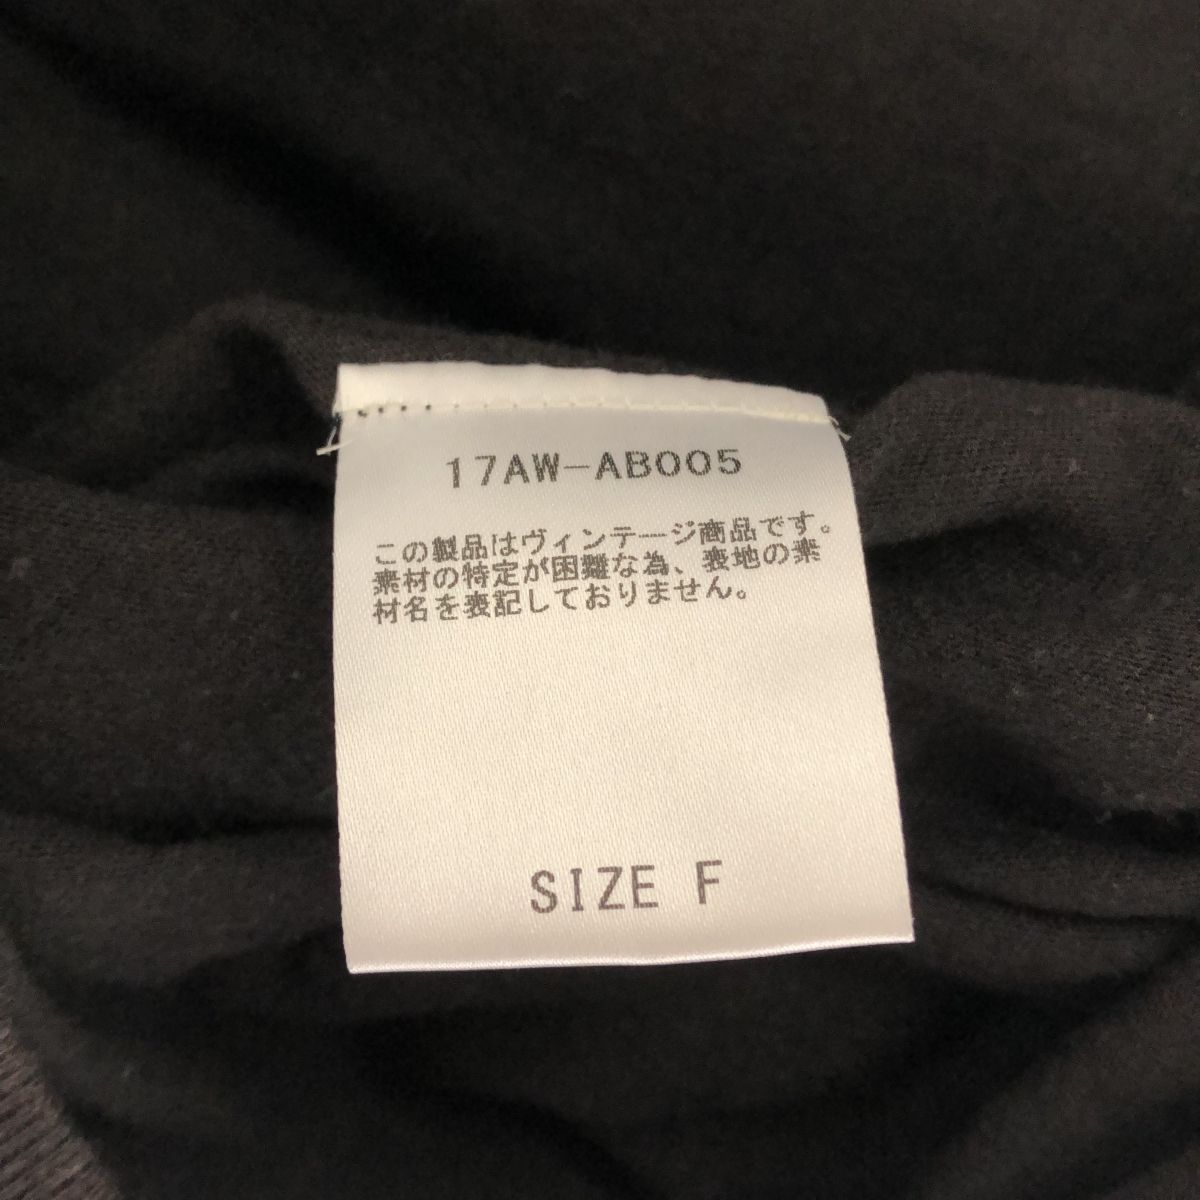 17AW-AB005
この製品はヴィンテージ商品です。
素材の特定が困難な為、表地の素
材名を表記しておりません。
SIZE F